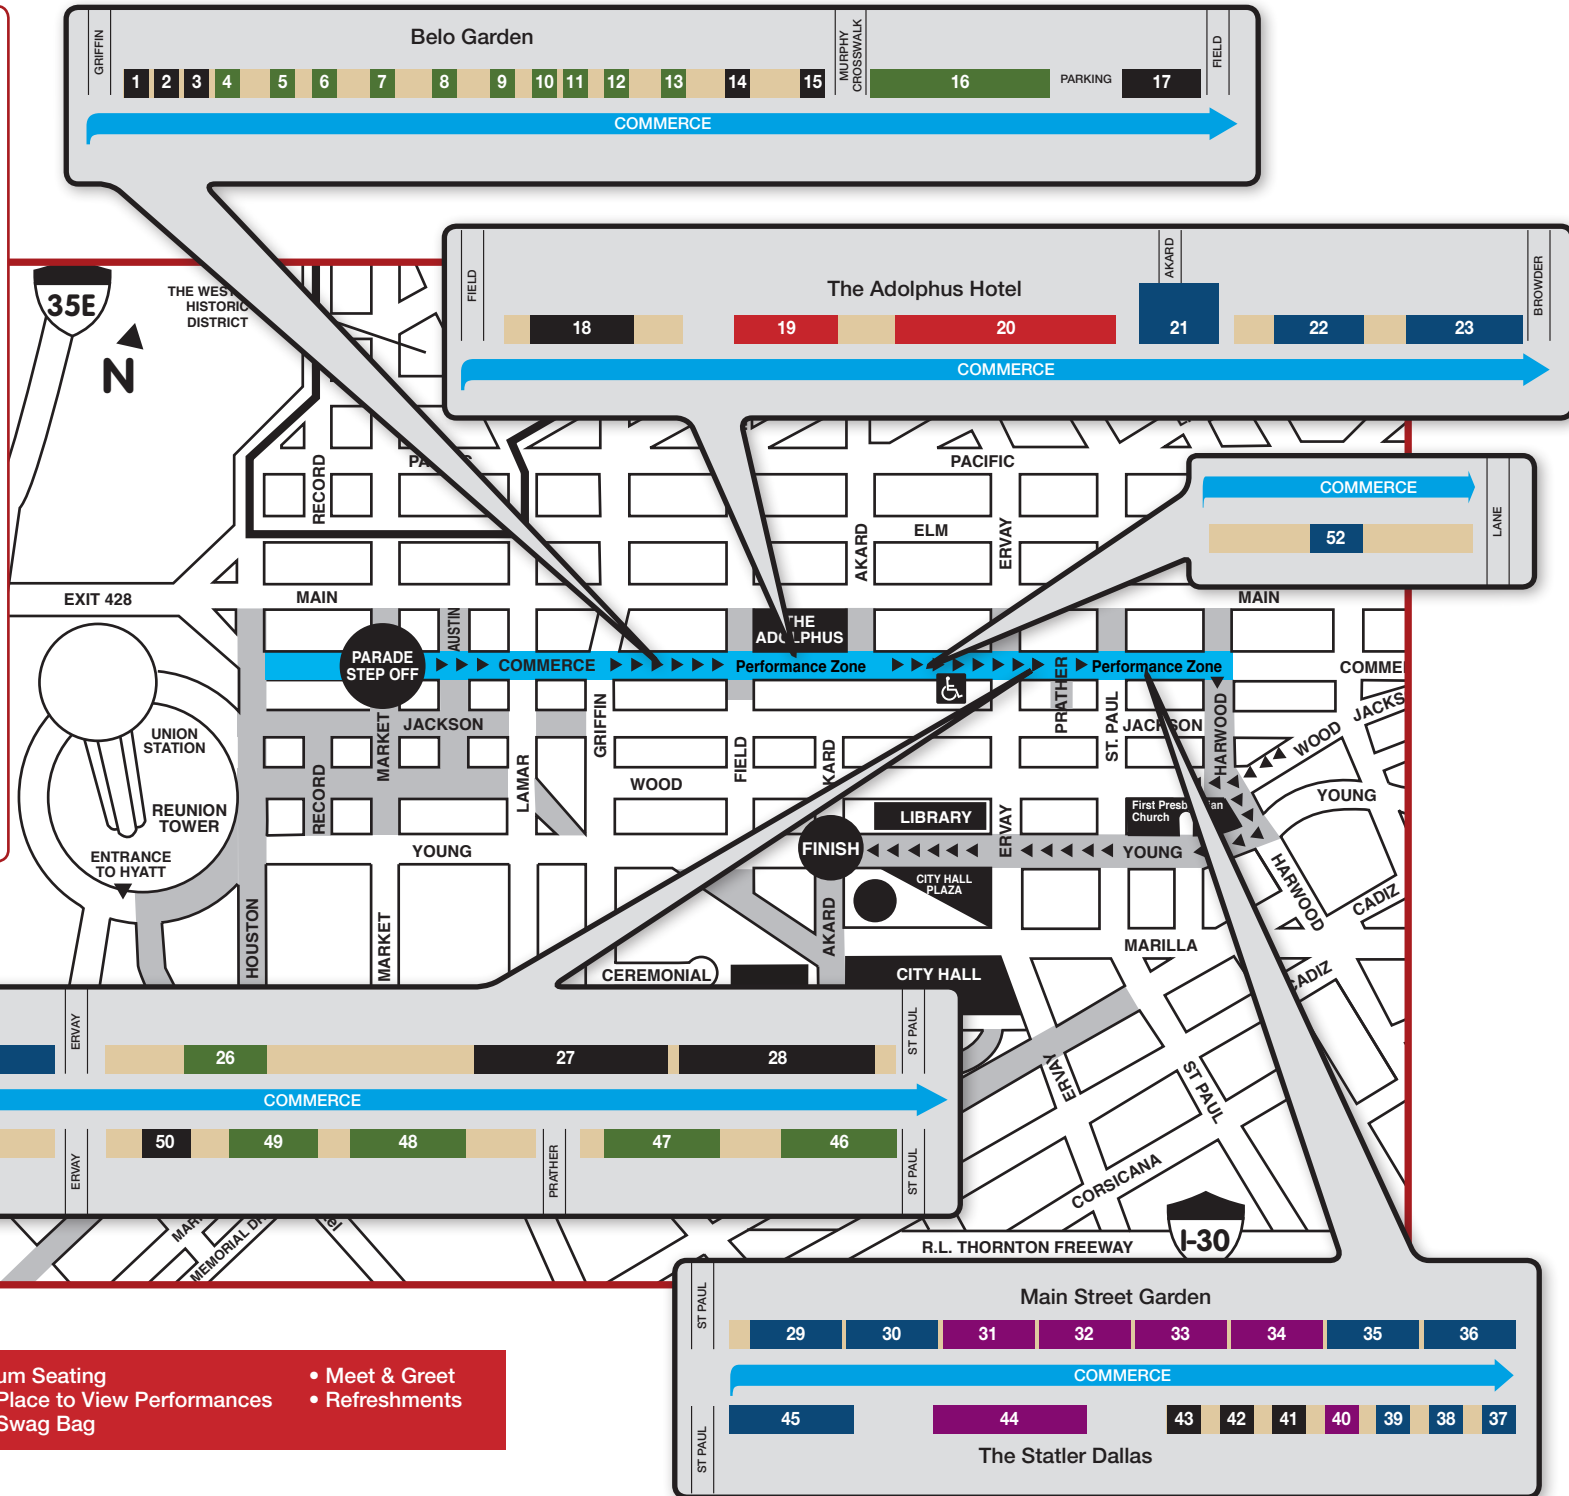 GRIFFIN
Belo Garden
MURPHY
CROSSWALK
FIELD
1 2 3 4 5 6 7 8 9 10 11 12 13 14 15 16 PARKING 17
COMMERCE
FIELD
The Adolphus Hotel
AKARD
BROWDER
18 19 20 21 22 23
COMMERCE
35E
N
THE WES
HISTORIC
DISTRICT
RECORD
PACIFIC
COMMERCE
52
LANE
ELM
AKARD
ERVAY
EXIT 428
MAIN
MAIN
AUSTIN
THE
ADOLPHUS
PARADE
STEP OFF
COMMERCE
Performance Zone
Performance Zone
COMME
PRATHER
UNION
STATION
MARKET
JACKSON
GRIFFIN
ST. PAUL
JACKSON
HARWOOD
WOOD
JACKS
REUNION
TOWER
RECORD
LAMAR
WOOD
FIELD
KARD
YOUNG
ENTRANCE
TO HYATT
YOUNG
LIBRARY
ERVAY
First Presb ian
Church
FINISH
YOUNG
CITY HALL
PLAZA
HARWOOD
CADIZ
HOUSTON
MARKET
AKARD
MARILLA
CEREMONIAL
CITY HALL
CADIZ
ERVAY
26 27 28
ST PAUL
COMMERCE
ERVAY
50 49 48
PRATHER
47 46
ST PAUL
ERVAY
ST PAUL
CORSICANA
MEMORIAL DR
R.L. THORNTON FREEWAY
I-30
ST PAUL
Main Street Garden
29 30 31 32 33 34 35 36
COMMERCE
45 44 43 42 41 40 39 38 37
ST PAUL
The Statler Dallas
um Seating
Place to View Performances
Swag Bag
• Meet & Greet
• Refreshments